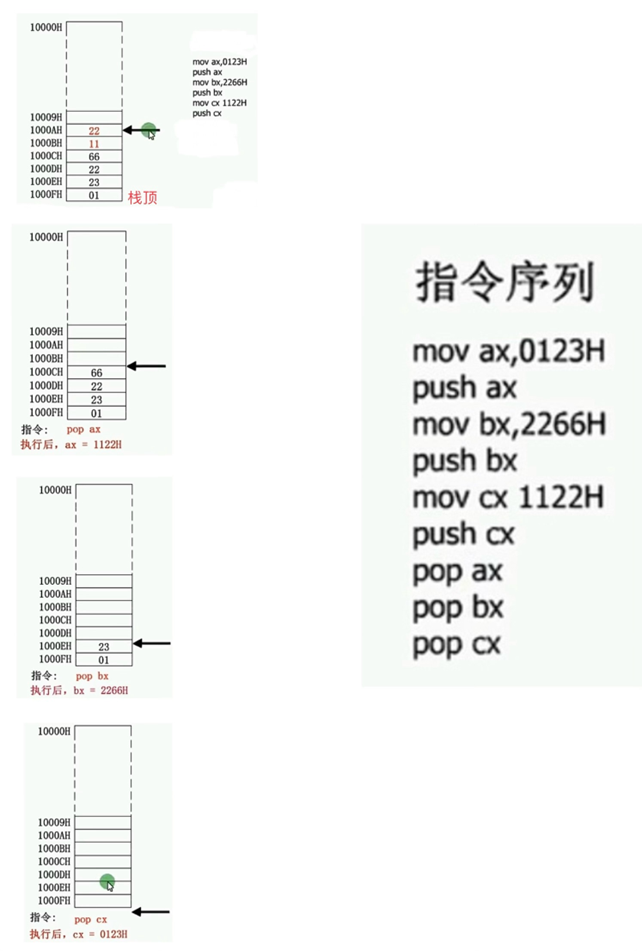 10000H
mov ax,0123H
push ax
mov bx,2266H
push bx
mov cx 1122H
push cx
10009H
1000AH 22
1000BH 11
1000CH 66
1000DH 22
1000EH 23
1000FH 01 栈顶
10000H
10009H
1000AH
1000BH
1000CH 66
1000DH 22
1000EH 23
1000FH 01
指令: pop ax
执行后，ax = 1122H
指令序列
mov ax,0123H
push ax
mov bx,2266H
push bx
mov cx 1122H
push cx
pop ax
pop bx
pop cx
10000H
10009H
1000AH
1000BH
1000CH
1000DH
1000EH 23
1000FH 01
指令: pop bx
执行后，bx = 2266H
10000H
10009H
1000AH
1000BH
1000CH
1000DH
1000EH
1000FH
指令: pop cx
执行后，cx = 0123H